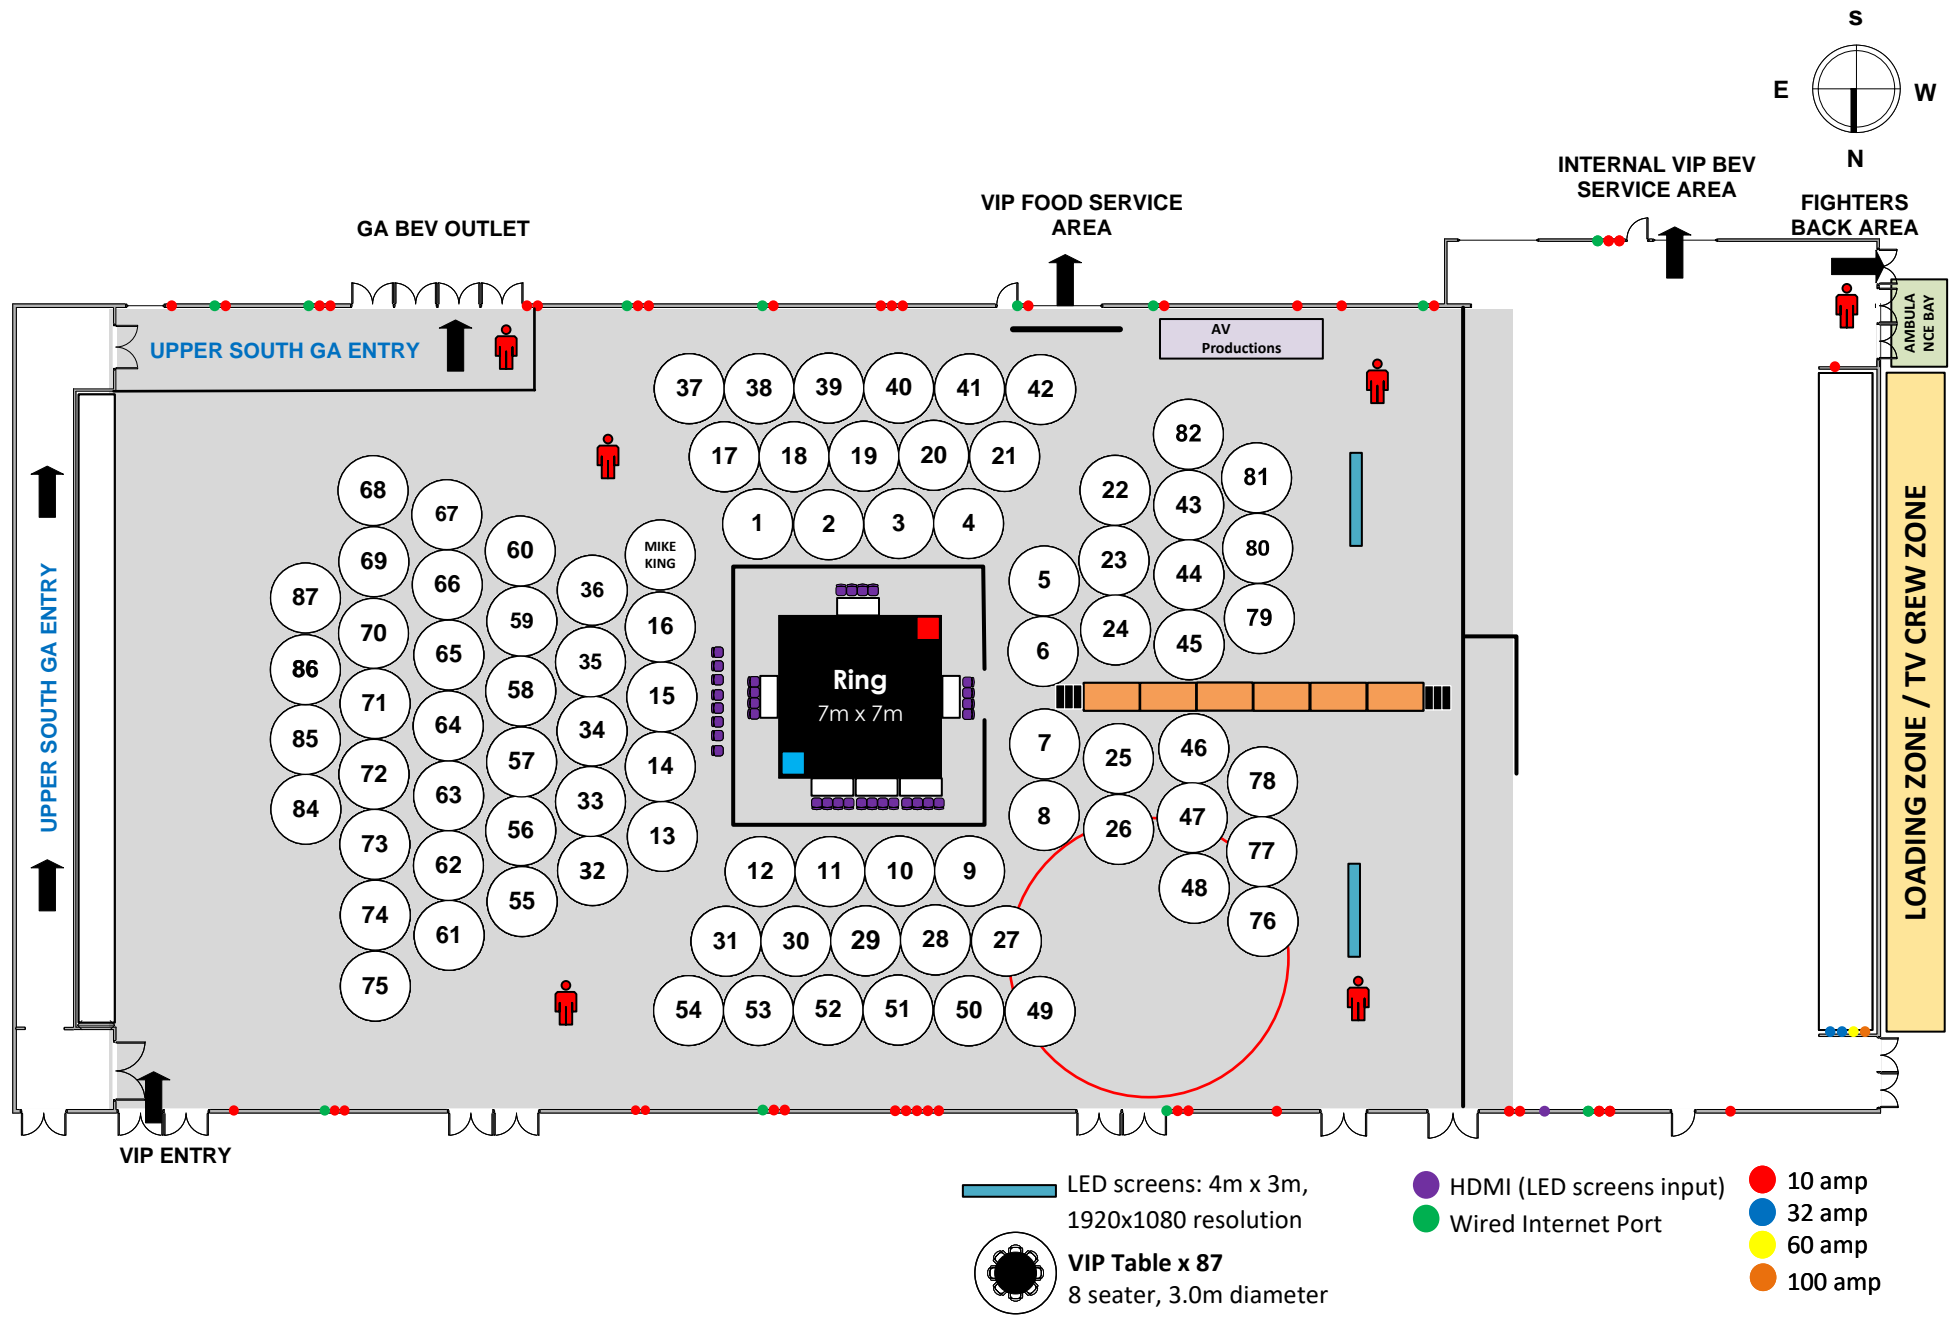 S
E
W
N
INTERNAL VIP BEV
SERVICE AREA
FIGHTERS
BACK AREA
VIP FOOD SERVICE
AREA
GA BEV OUTLET
UPPER SOUTH GA ENTRY
AV
Productions
AMBULA
NCE BAY
37 38 39 40 41 42
17 18 19 20 21
1 2 3 4
82
81
22 43
80
23 44
5
79
24 45
6
68
67
60
MIKE
KING
69
66
36
87
59
16
70
65
35
86
58
15
71
64
34
85
57
14
72
63
33
84
56
13
73
62
32
55
74
61
75
Ring
7m x 7m
7 25 46
78
8 26 47
77
48
76
12 11 10 9
31 30 29 28 27
54 53 52 51 50 49
UPPER SOUTH GA ENTRY
LOADING ZONE / TV CREW ZONE
VIP ENTRY
LED screens: 4m x 3m,
1920x1080 resolution
VIP Table x 87
8 seater, 3.0m diameter
HDMI (LED screens input)
Wired Internet Port
10 amp
32 amp
60 amp
100 amp